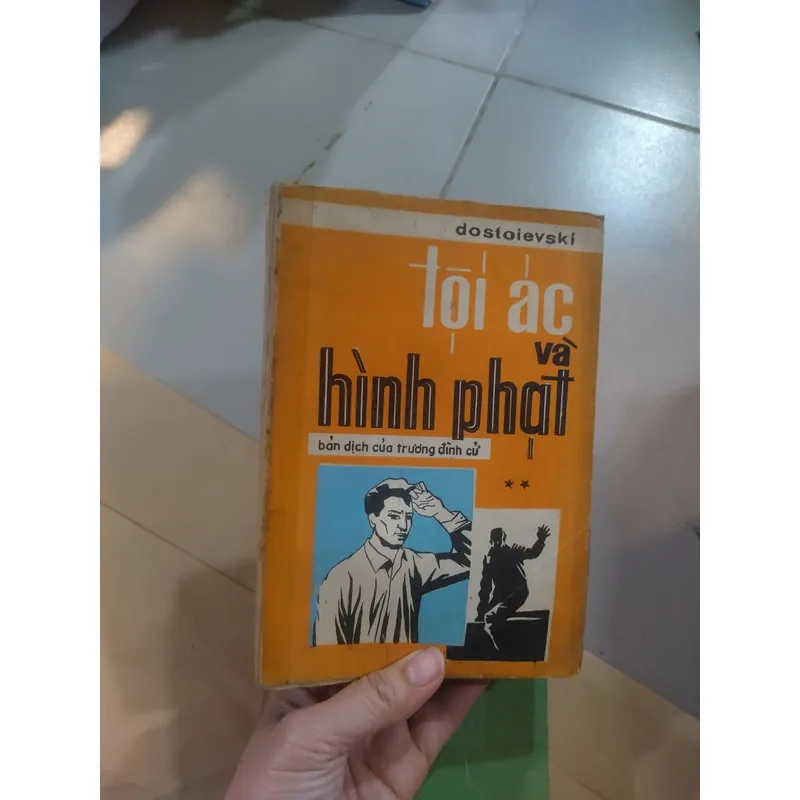 dostoievski
tội ác
và
hình phạt
bản dịch của trương đình cử
★★